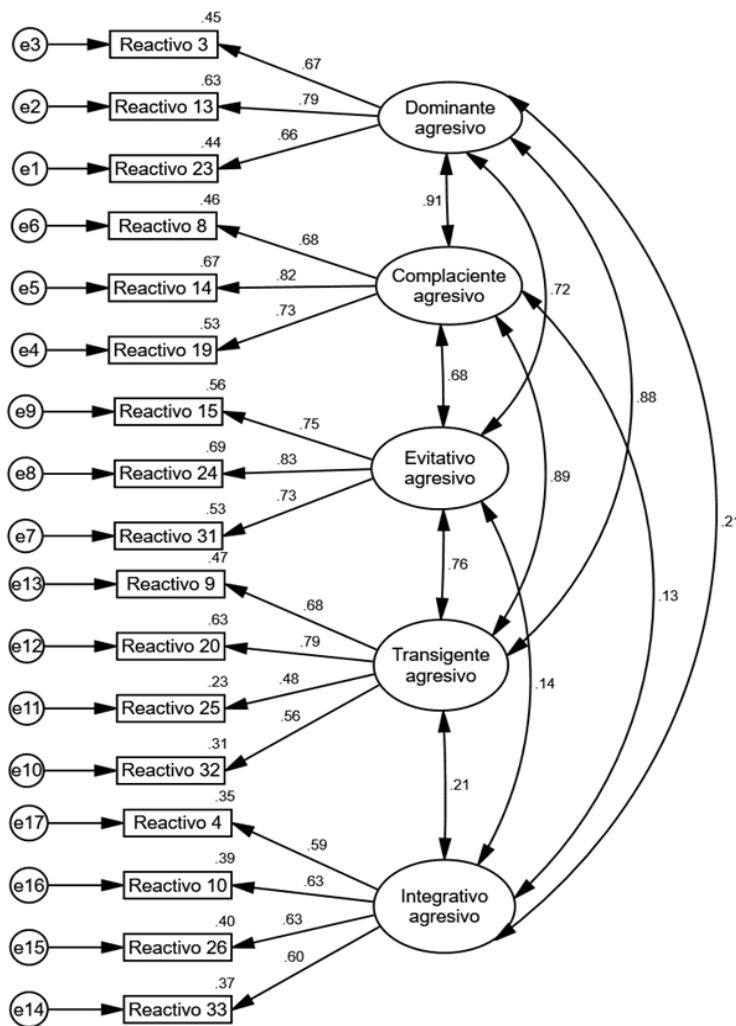 .45
e3
Reactivo 3
.67
.63
e2
Reactivo 13
.79
Dominante
agresivo
.44
e1
Reactivo 23
.66
.91
.46
e6
Reactivo 8
.68
.67
e5
Reactivo 14
.82
Complaciente
agresivo
.72
.53
e4
Reactivo 19
.73
.68
.88
.56
e9
Reactivo 15
.75
.69
e8
Reactivo 24
.83
Evitativo
agresivo
.89
.21
.53
e7
Reactivo 31
.73
.76
.13
.47
e13
Reactivo 9
.68
.63
e12
Reactivo 20
.79
Transigente
agresivo
.14
.23
e11
Reactivo 25
.48
.31
e10
Reactivo 32
.56
.21
.35
e17
Reactivo 4
.59
.39
e16
Reactivo 10
.63
Integrativo
agresivo
.40
e15
Reactivo 26
.63
.37
e14
Reactivo 33
.60